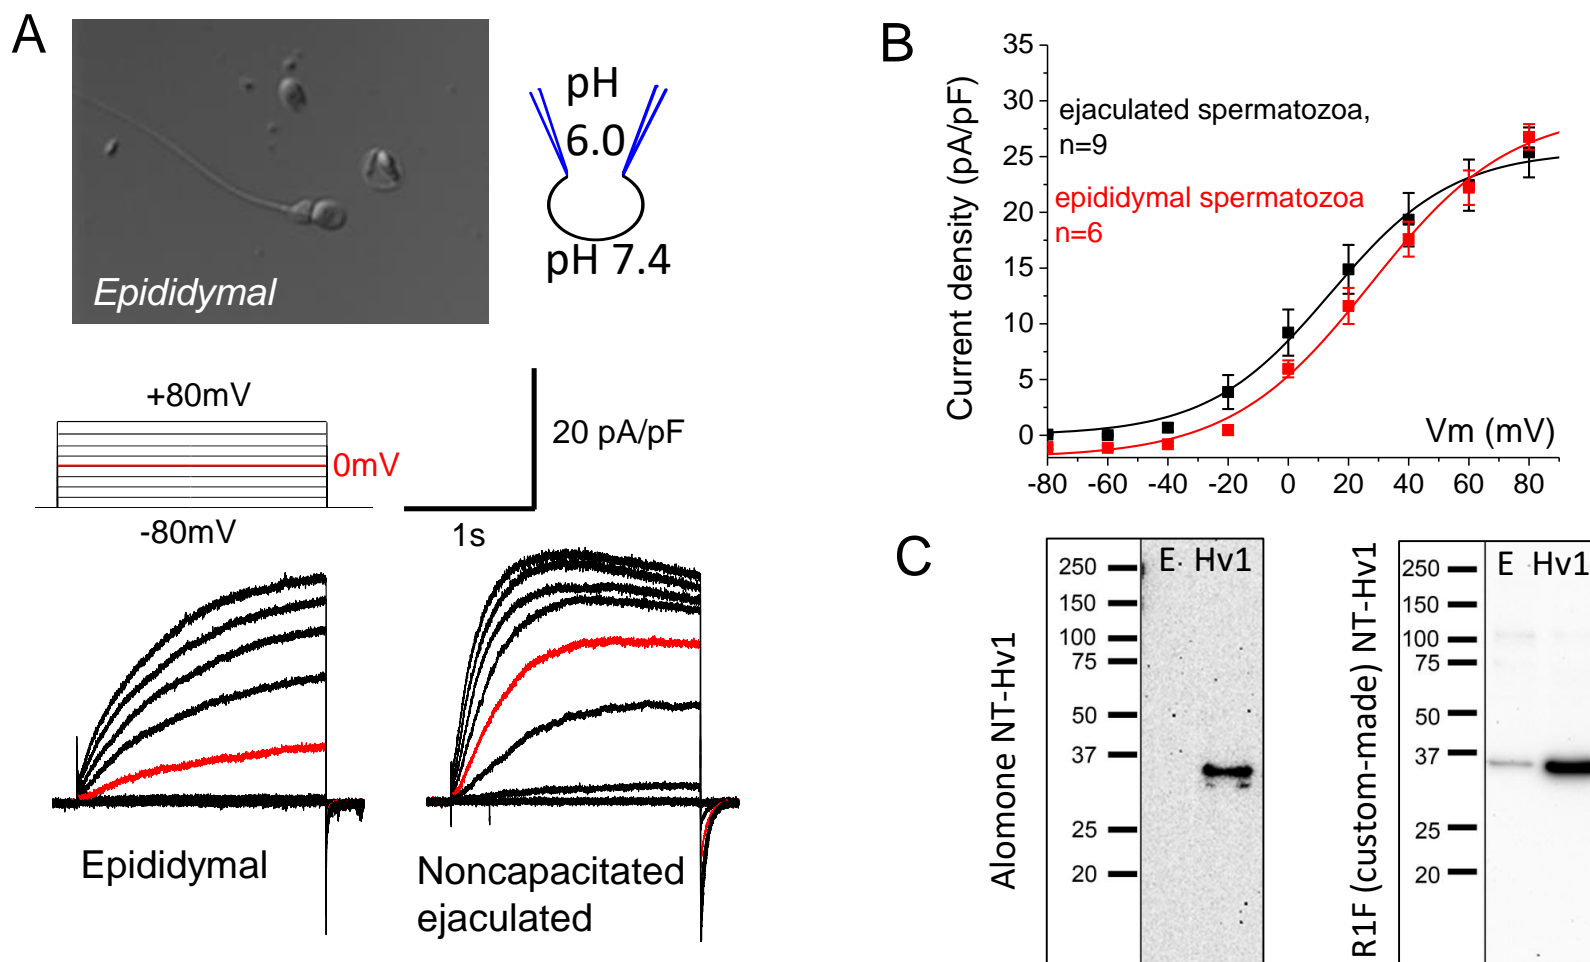 A
Epididymal
pH
6.0
pH 7.4
+80mV
0mV
-80mV
20 pA/pF
1s
Epididymal
Noncapacitated
ejaculated
B
Current density (pA/pF)
35
30
25
20
15
10
5
0
ejaculated spermatozoa,
n=9
epididymal spermatozoa
n=6
Vm (mV)
-80 -60 -40 -20 0 20 40 60 80
C
Alomone NT-Hv1
E Hv1
250
150
100
75
50
37
25
20
R1F (custom-made) NT-Hv1
E Hv1
250
150
100
75
50
37
25
20